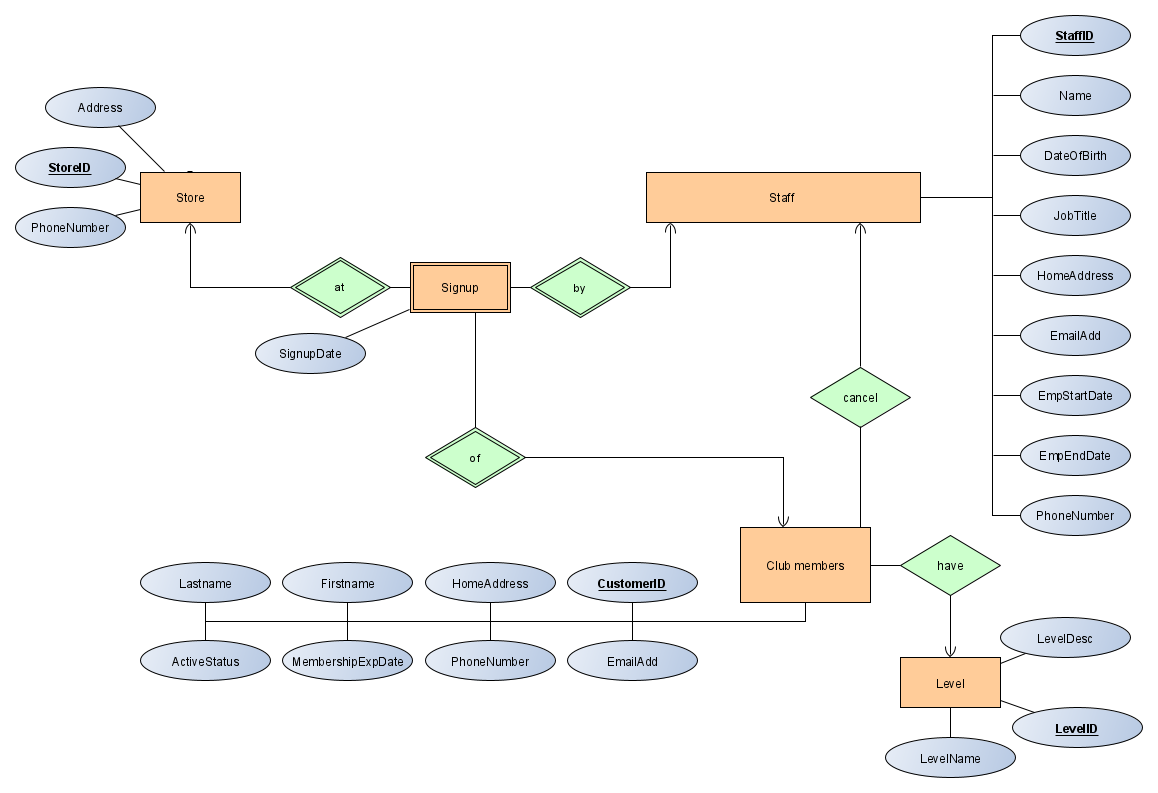 StaffID
Name
Address
DateOfBirth
StoreID
Store
Staff
JobTitle
PhoneNumber
HomeAddress
at
Signup
by
EmailAdd
SignupDate
cancel
EmpStartDate
of
EmpEndDate
PhoneNumber
Club members
have
Lastname
Firstname
HomeAddress
CustomerID
LevelDesc
ActiveStatus
MembershipExpDate
PhoneNumber
EmailAdd
Level
LevelID
LevelName